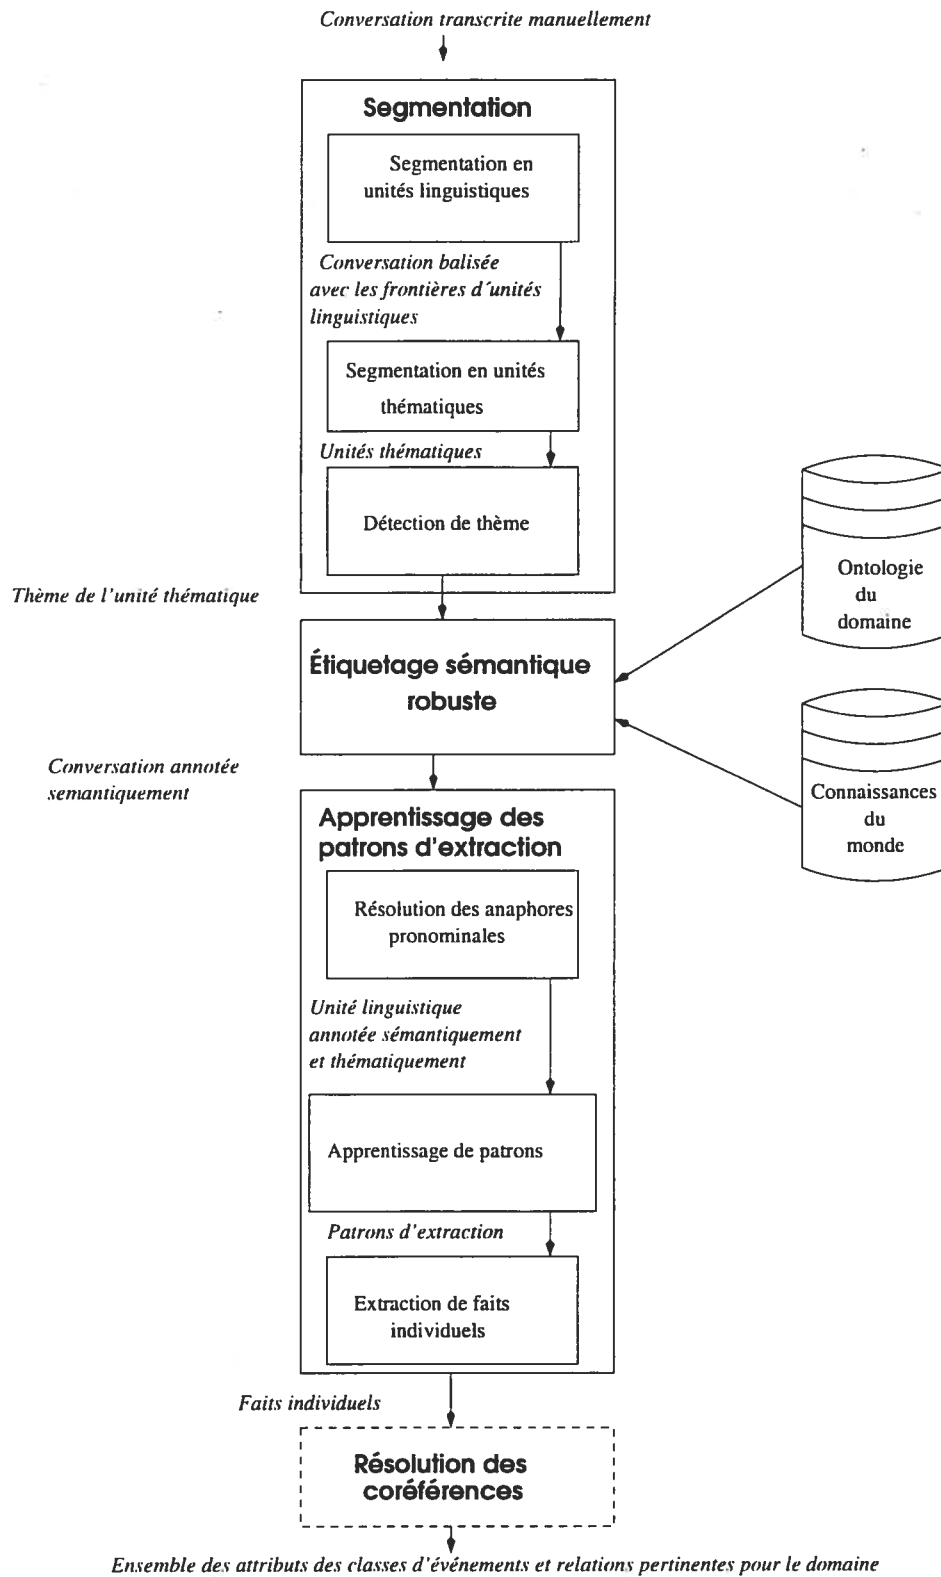 Conversation transcrite manuellement
Segmentation
Segmentation en
unités linguistiques
Conversation balisée
avec les frontières d´unités
linguistiques
Segmentation en unités
thématiques
Unités thématiques
Détection de thème
Thème de l'unité thématique
Ontologie
du
domaine
Étiquetage sémantique
robuste
Connaissances
du
monde
Conversation annotée
semantiquement
Apprentissage des
patrons d'extraction
Résolution des anaphores
pronominales
Unité linguistique
annotée sémantiquement
et thématiquement
Apprentissage de patrons
Patrons d'extraction
Extraction de faits
individuels
Faits individuels
Résolution des
coréférences
Ensemble des attributs des classes d'événements et relations pertinentes pour le domaine